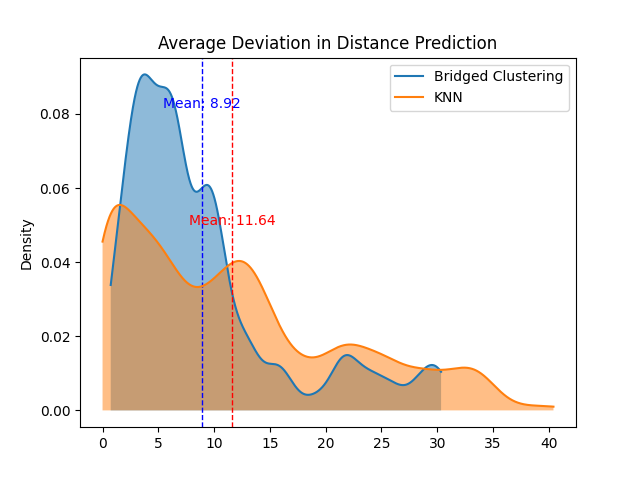 Average Deviation in Distance Prediction
Bridged Clustering
KNN
Mean: 8.92
Mean: 11.64
Density
0.08
0.06
0.04
0.02
0.00
0 5 10 15 20 25 30 35 40